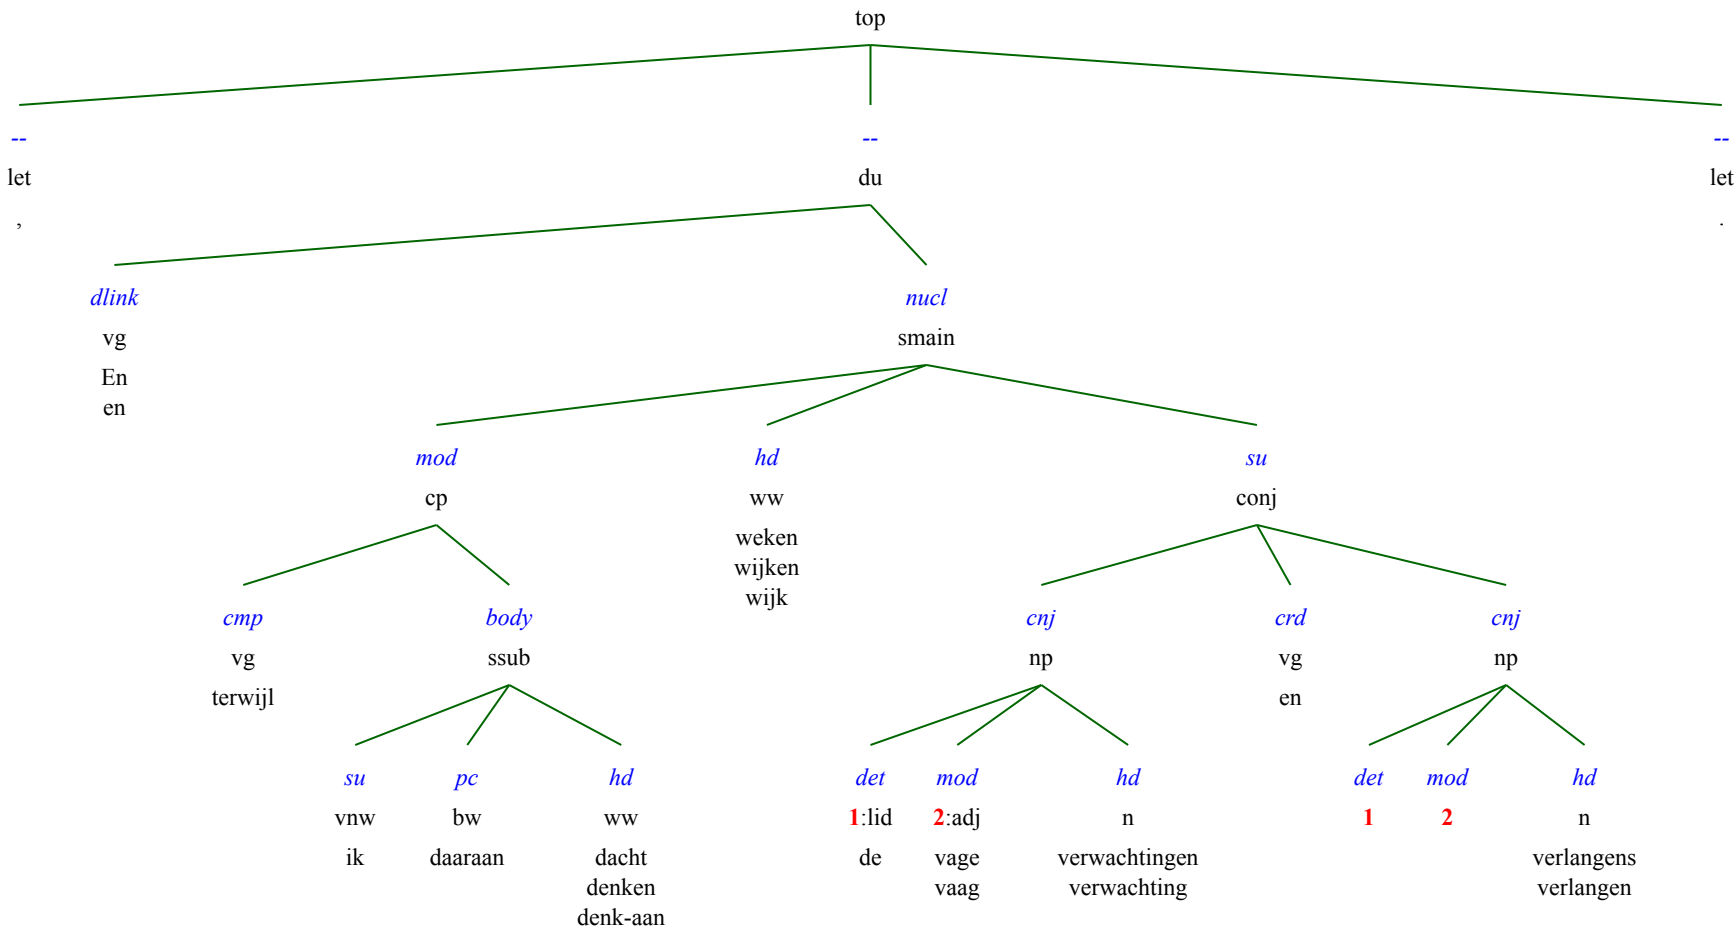 top
-- -- --
let du let
, .
dlink nucl
vg smain
En
en
mod hd su
cp ww conj
weken
wijken
wijk
cmp body cnj crd cnj
vg ssub np vg np
terwijl en
su pc hd det mod hd det mod hd
vnw bw ww 1:lid 2:adj n 1 2 n
ik daaraan dacht de vage verwachtingen verlangens
denken vaag verwachting verlangen
denk-aan